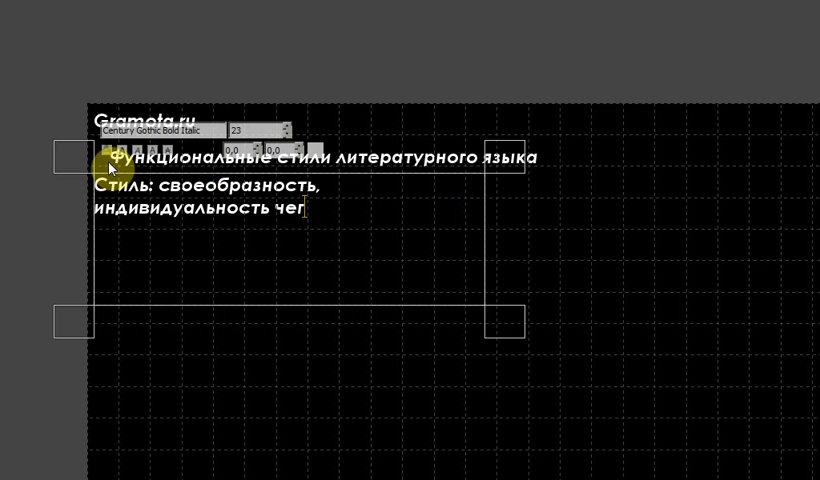 Gramota.ru
Century Gothic Bold Italic 23
0,0 0,0
Функциональные стили литературного языка
Стиль: своеобразность,
индивидуальность чег